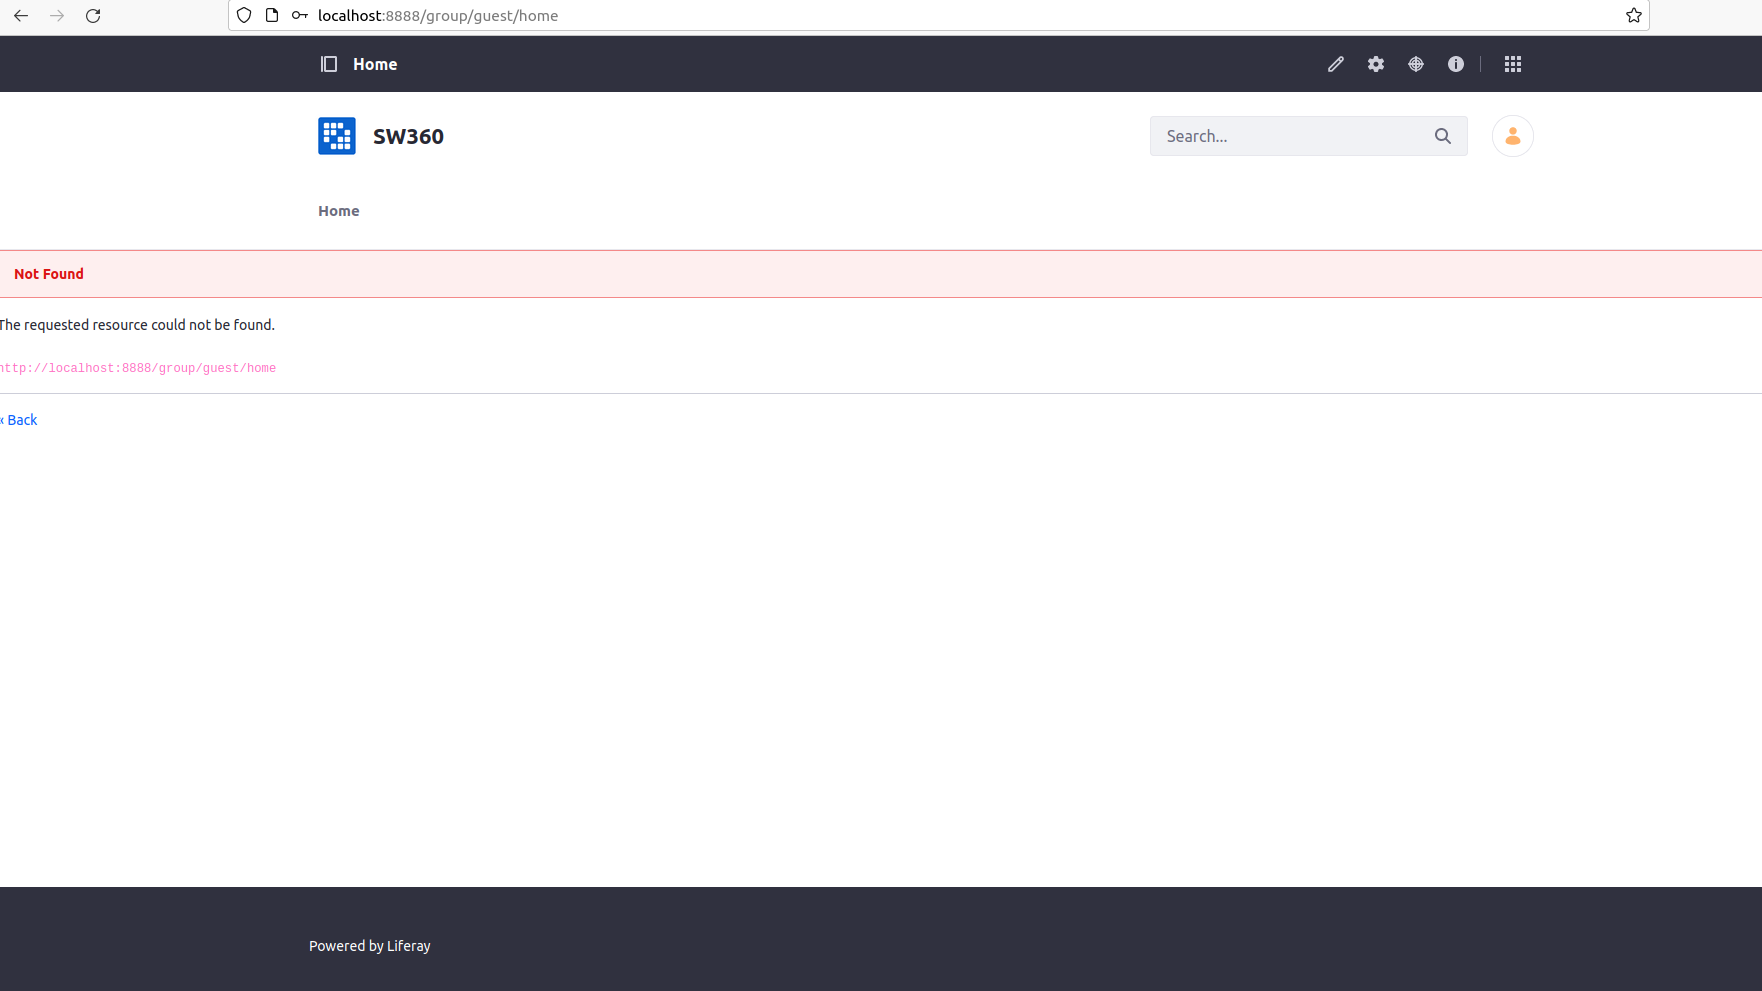 localhost:8888/group/guest/home
Home
SW360
Search...
Home
Not Found
The requested resource could not be found.
http://localhost:8888/group/guest/home
« Back
Powered by Liferay